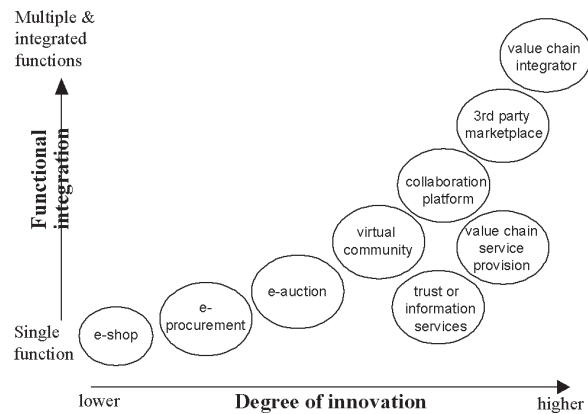 Multiple &
integrated
functions
value chain
integrator
3rd party
marketplace
Functional
integration
collaboration
platform
virtual
community
value chain
service
provision
e-auction
trust or
information
services
e-
procurement
Single
function
e-shop
lower
Degree of innovation
higher